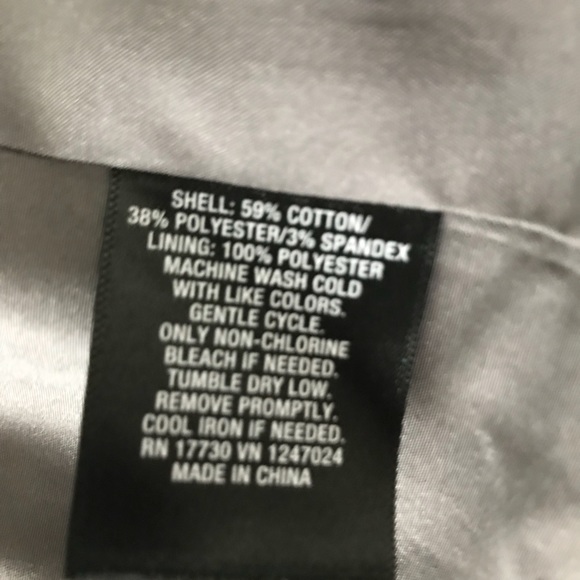 SHELL: 59% COTTON/
38% POLYESTER/3% SPANDEX
LINING: 100% POLYESTER
MACHINE WASH COLD
WITH LIKE COLORS.
GENTLE CYCLE.
ONLY NON-CHLORINE
BLEACH IF NEEDED.
TUMBLE DRY LOW.
REMOVE PROMPTLY.
COOL IRON IF NEEDED.
RN 17730 VN 1247024
MADE IN CHINA